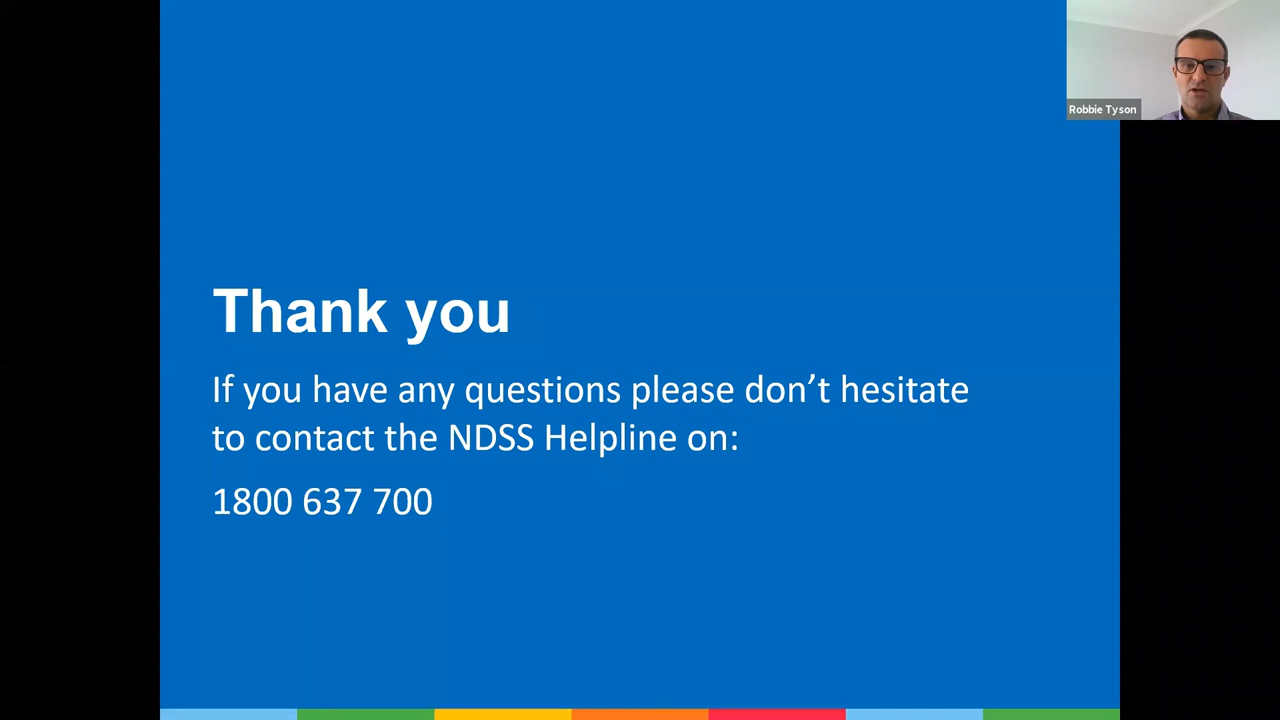 Robbie Tyson
Thank you
If you have any questions please don’t hesitate
to contact the NDSS Helpline on:
1800 637 700